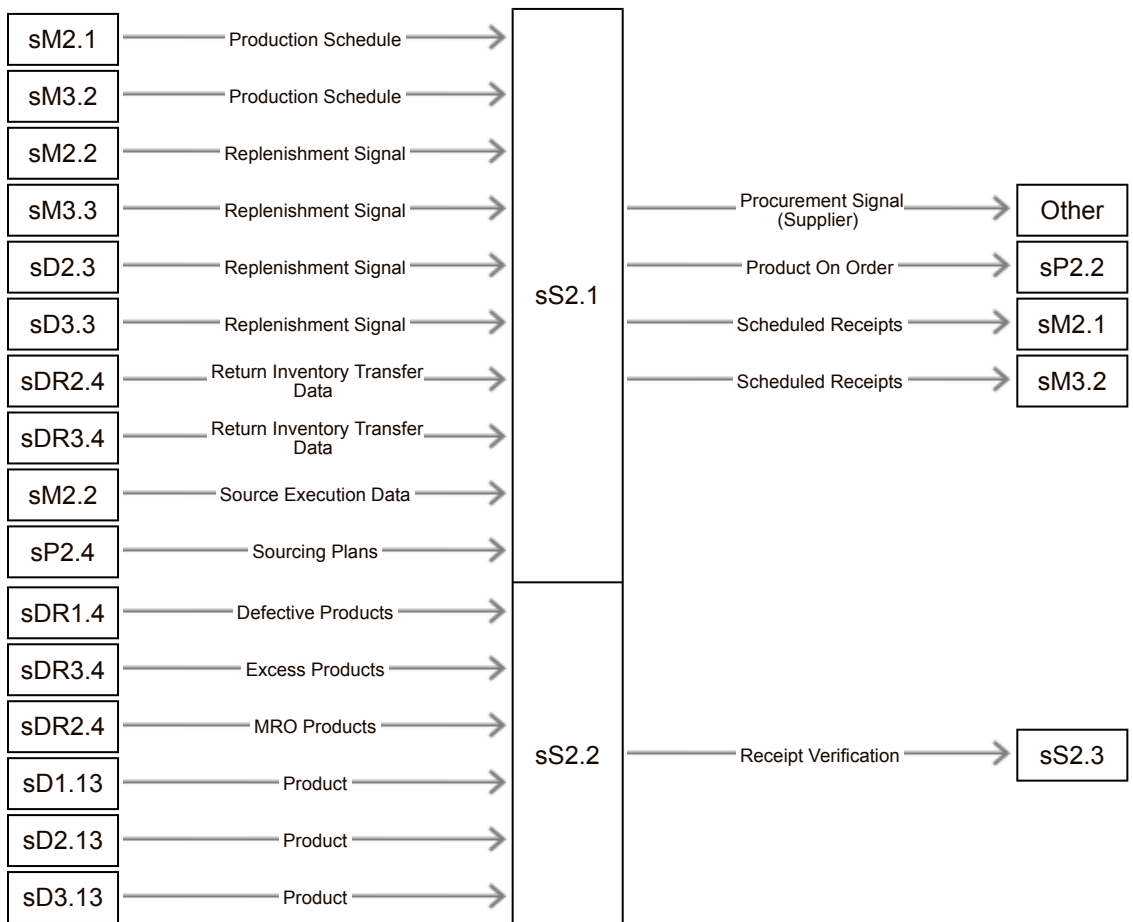 sM2.1
Production Schedule
sM3.2
Production Schedule
sM2.2
Replenishment Signal
sM3.3
Replenishment Signal
sD2.3
Replenishment Signal
sD3.3
Replenishment Signal
sDR2.4
Return Inventory Transfer
Data
sDR3.4
Return Inventory Transfer
Data
sM2.2
Source Execution Data
sP2.4
Sourcing Plans
sS2.1
Procurement Signal
(Supplier)
Other
Product On Order
sP2.2
Scheduled Receipts
sM2.1
Scheduled Receipts
sM3.2
sDR1.4
Defective Products
sDR3.4
Excess Products
sDR2.4
MRO Products
sD1.13
Product
sD2.13
Product
sD3.13
Product
sS2.2
Receipt Verification
sS2.3